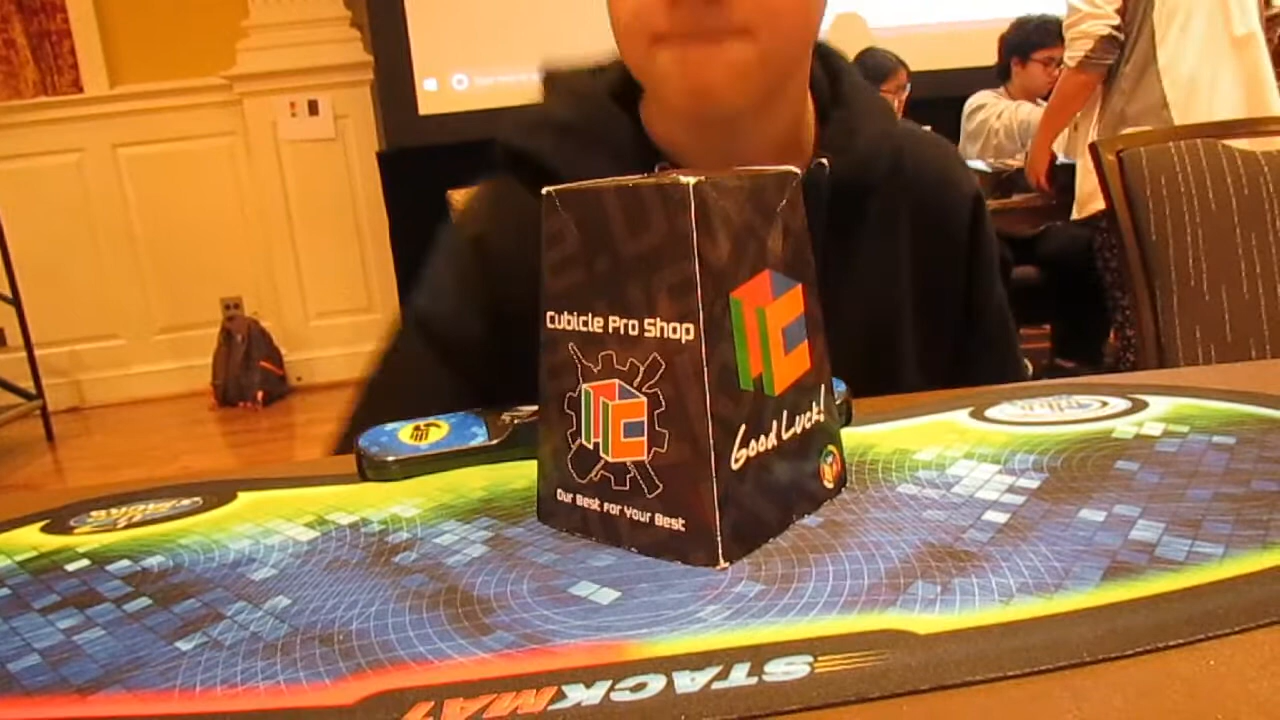 Cubicle Pro Shop
Our Best for Your Best
Good Luck!
STACKMAT